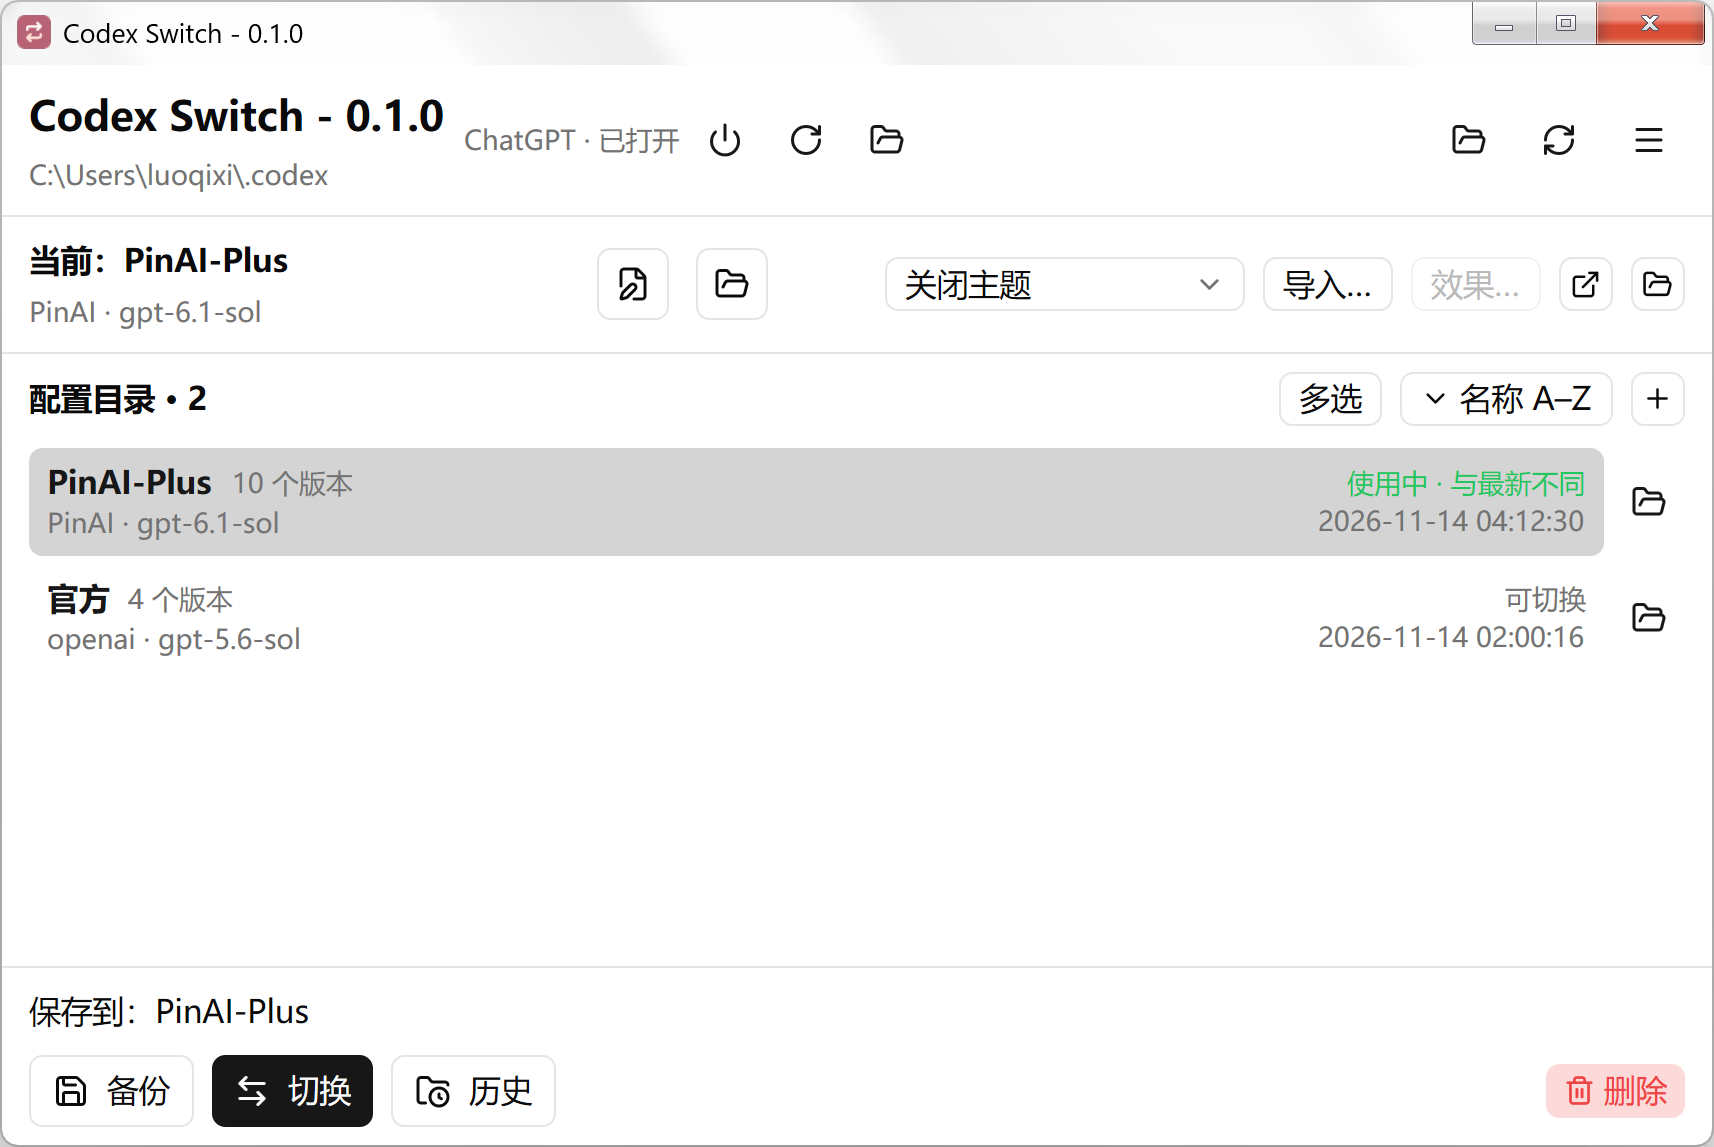 Codex Switch - 0.1.0
Codex Switch - 0.1.0
ChatGPT · 已打开
C:\Users\luoqixi\.codex
当前：PinAI-Plus
PinAI · gpt-6.1-sol
关闭主题
导入...
效果...
配置目录 • 2
多选
名称 A–Z
PinAI-Plus 10 个版本
使用中 · 与最新不同
PinAI · gpt-6.1-sol
2026-11-14 04:12:30
官方 4 个版本
可切换
openai · gpt-5.6-sol
2026-11-14 02:00:16
保存到：PinAI-Plus
备份
切换
历史
删除